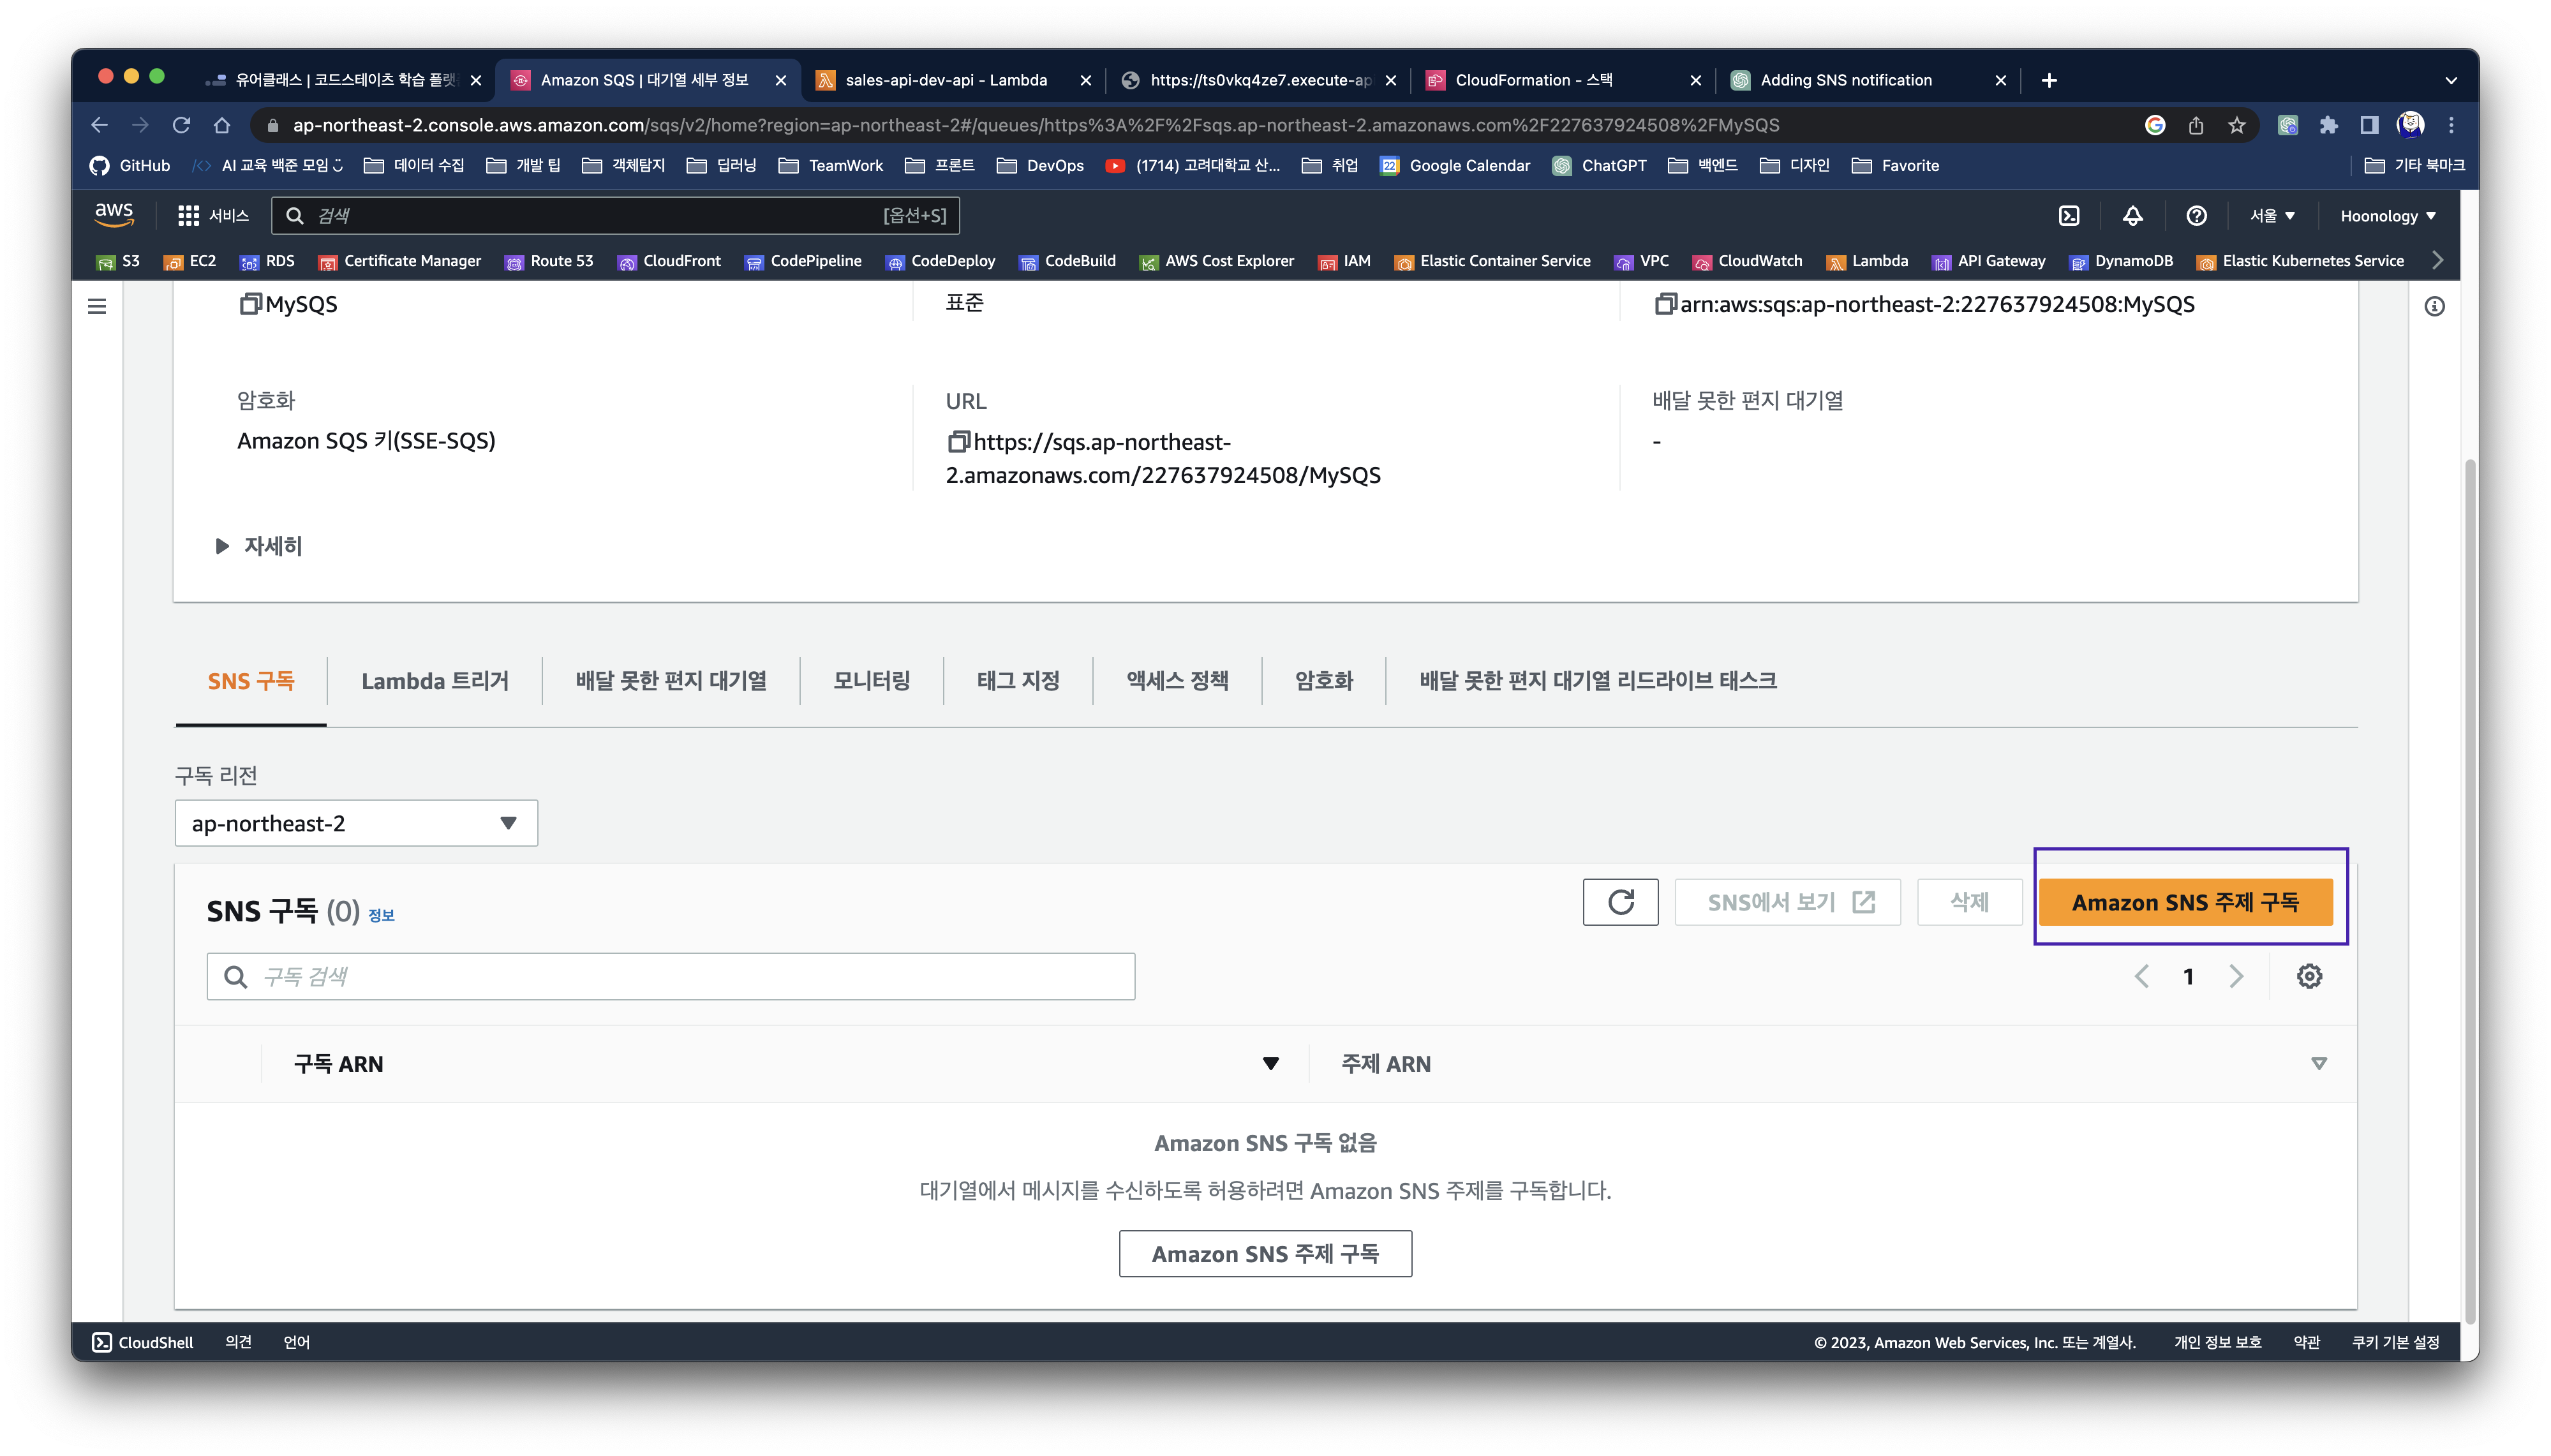 유어클래스 | 코드스테이츠 학습 플랫
Amazon SQS | 대기열 세부 정보
sales-api-dev-api - Lambda
https://ts0vkq4ze7.execute-ap
CloudFormation - 스택
Adding SNS notification
ap-northeast-2.console.aws.amazon.com/sqs/v2/home?region=ap-northeast-2#/queues/https%3A%2F%2Fsqs.ap-northeast-2.amazonaws.com%2F227637924508%2FMySQS
GitHub
AI 교육 백준 모임
데이터 수집
개발 팁
객체탐지
딥러닝
TeamWork
프론트
DevOps
(1714) 고려대학교 산...
취업
22
Google Calendar
ChatGPT
백엔드
디자인
Favorite
기타 북마크
aws
서비스
검색
[옵션+S]
서울
Hoonology
S3
EC2
RDS
Certificate Manager
Route 53
CloudFront
CodePipeline
CodeDeploy
CodeBuild
AWS Cost Explorer
IAM
Elastic Container Service
VPC
CloudWatch
Lambda
API Gateway
DynamoDB
Elastic Kubernetes Service
MySQS
표준
arn:aws:sqs:ap-northeast-2:227637924508:MySQS
암호화
Amazon SQS 키(SSE-SQS)
URL
https://sqs.ap-northeast-
2.amazonaws.com/227637924508/MySQS
배달 못한 편지 대기열
-
자세히
SNS 구독
Lambda 트리거
배달 못한 편지 대기열
모니터링
태그 지정
액세스 정책
암호화
배달 못한 편지 대기열 리드라이브 태스크
구독 리전
ap-northeast-2
SNS 구독 (0) 정보
SNS에서 보기
삭제
Amazon SNS 주제 구독
구독 검색
1
구독 ARN
주제 ARN
Amazon SNS 구독 없음
대기열에서 메시지를 수신하도록 허용하려면 Amazon SNS 주제를 구독합니다.
Amazon SNS 주제 구독
CloudShell
의견
언어
© 2023, Amazon Web Services, Inc. 또는 계열사.
개인 정보 보호
약관
쿠키 기본 설정